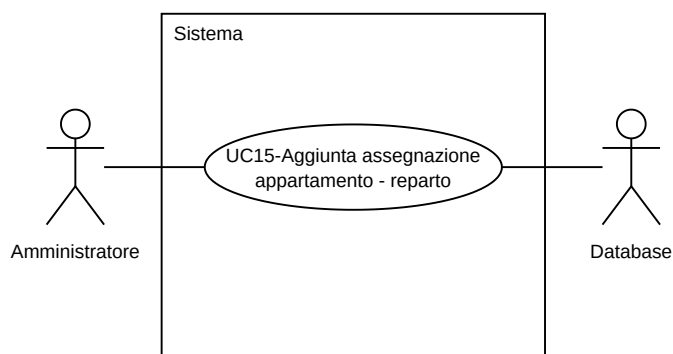 Sistema
UC15-Aggiunta assegnazione
appartamento - reparto
Amministratore
Database